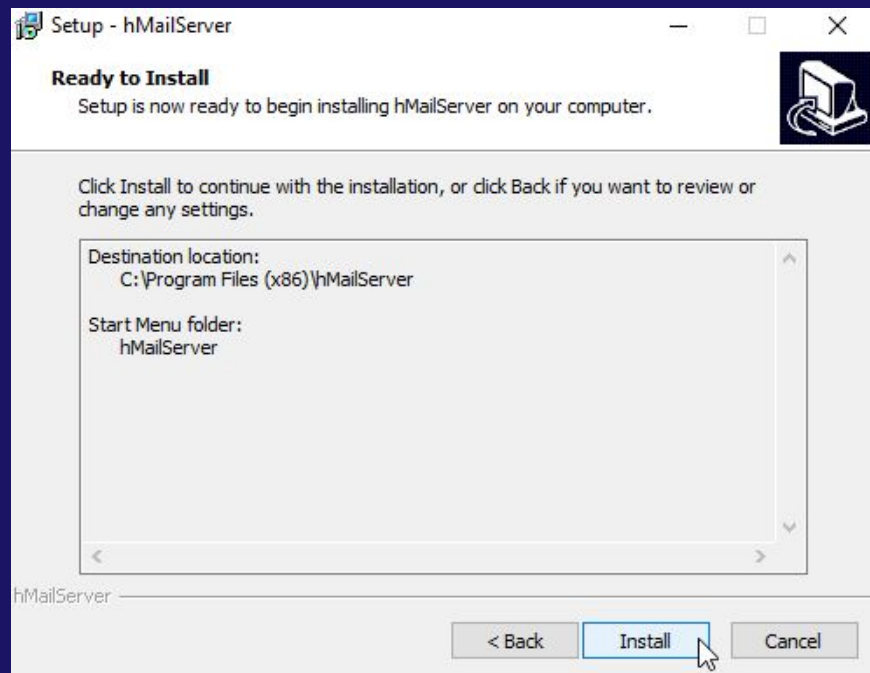 Setup - hMailServer
Ready to Install
Setup is now ready to begin installing hMailServer on your computer.
Click Install to continue with the installation, or click Back if you want to review or
change any settings.
Destination location:
C:\Program Files (x86)\hMailServer
Start Menu folder:
hMailServer
hMailServer
< Back Install Cancel